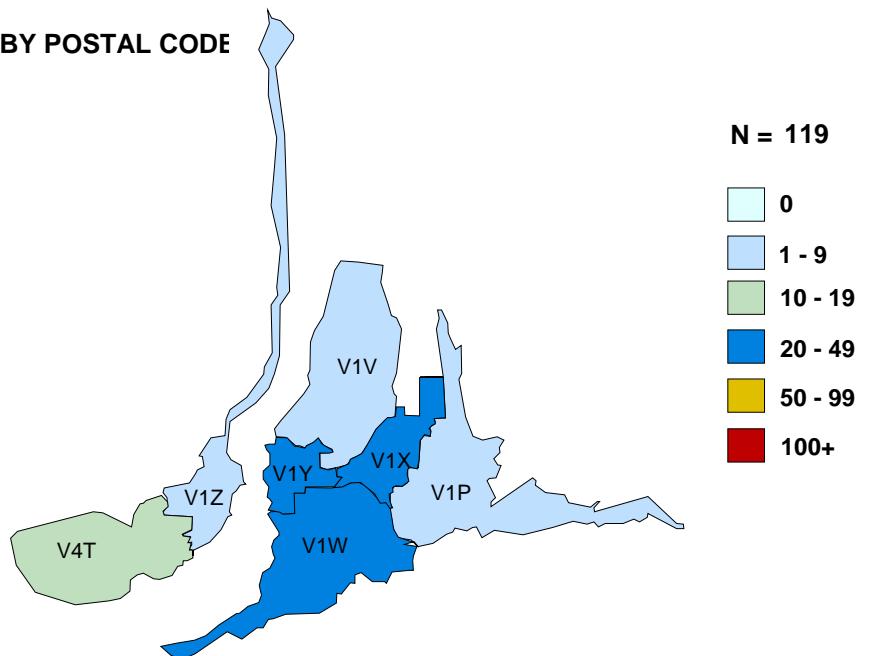 BY POSTAL CODE
N = 119
0
1 - 9
10 - 19
20 - 49
50 - 99
100+
V1V
V1X
V1Y
V1P
V1Z
V1W
V4T